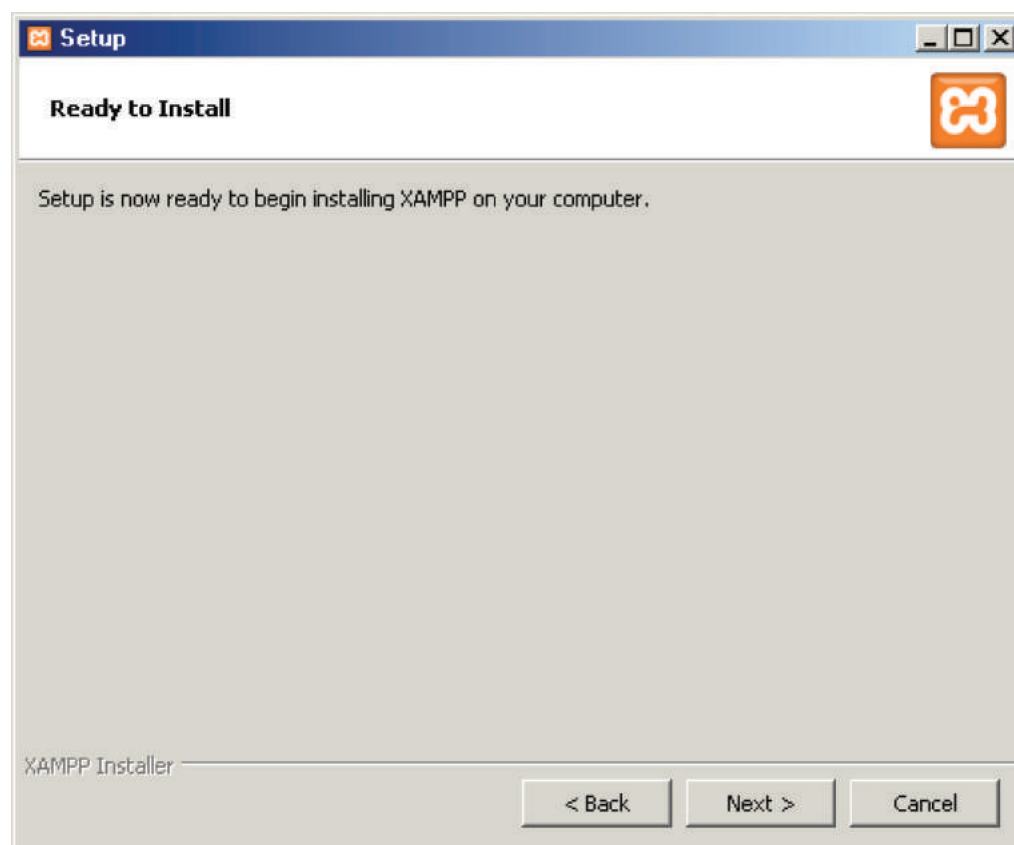 Setup
Ready to Install
Setup is now ready to begin installing XAMPP on your computer.
XAMPP Installer
< Back Next > Cancel